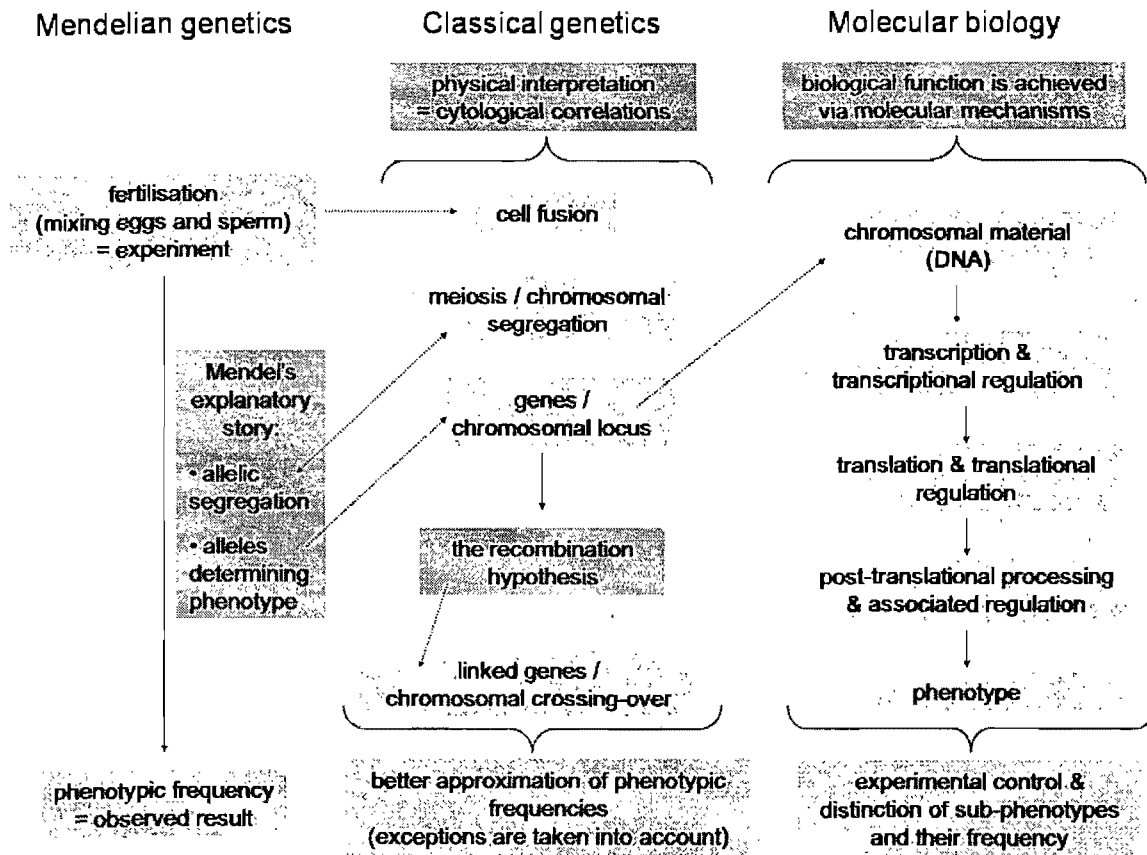 Mendelian genetics
Classical genetics
Molecular biology
physical interpretation
= cytological correlations
biological function is achieved
via molecular mechanisms
fertilisation
(mixing eggs and sperm)
= experiment
cell fusion
chromosomal material
(DNA)
meiosis / chromosomal
segregation
Mendel's
explanatory
story:
• allelic
segregation
• alleles
determining
phenotype
genes /
chromosomal locus
transcription &
transcriptional regulation
translation & translational
regulation
the recombination
hypothesis
post-translational processing
& associated regulation
linked genes /
chromosomal crossing-over
phenotype
phenotypic frequency
= observed result
better approximation of phenotypic
frequencies
(exceptions are taken into account)
experimental control &
distinction of sub-phenotypes
and their frequency